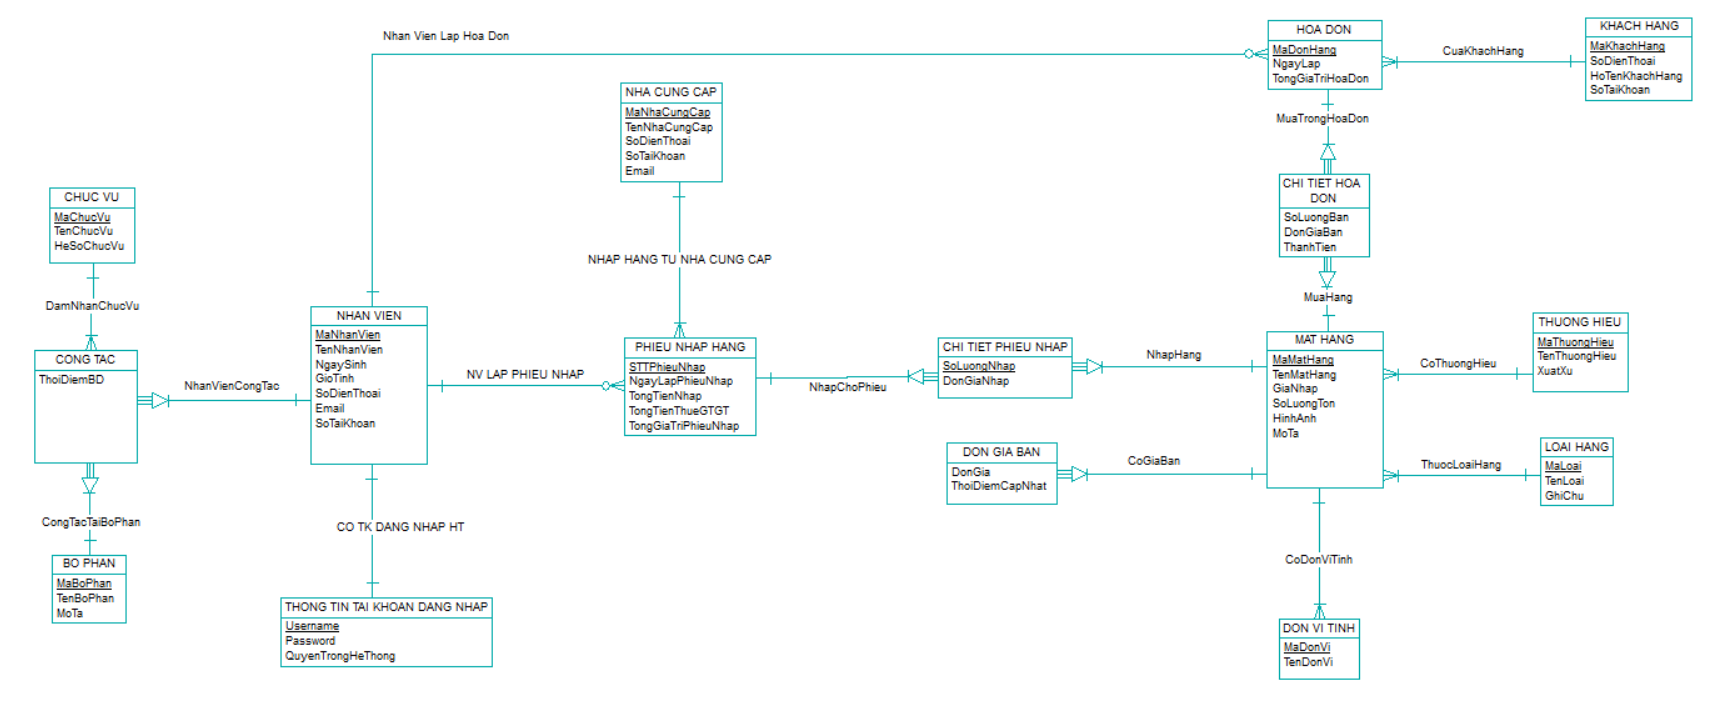 Nhan Vien Lap Hoa Don
HOA DON
MaDonHang
NgayLap
TongGiaTriHoaDon
CuaKhachHang
KHACH HANG
MaKhachHang
SoDienThoai
HoTenKhachHang
SoTaiKhoan
NHA CUNG CAP
MaNhaCungCap
TenNhaCungCap
SoDienThoai
SoTaiKhoan
Email
MuaTrongHoaDon
CHI TIET HOA
DON
SoLuongBan
DonGiaBan
ThanhTien
CHUC VU
MaChucVu
TenChucVu
HeSoChucVu
NHAP HANG TU NHA CUNG CAP
DamNhanChucVu
MuaHang
NHAN VIEN
MaNhanVien
TenNhanVien
NgaySinh
GioTinh
SoDienThoai
Email
SoTaiKhoan
CONG TAC
ThoiDiemBD
NhanVienCongTac
NV LAP PHIEU NHAP
PHIEU NHAP HANG
STTPhieuNhap
NgayLapPhieuNhap
TongTienNhap
TongTienThueGTGT
TongGiaTriPhieuNhap
NhapChoPhieu
CHI TIET PHIEU NHAP
SoLuongNhap
DonGiaNhap
NhapHang
MAT HANG
MaMatHang
TenMatHang
GiaNhap
SoLuongTon
HinhAnh
MoTa
CoThuongHieu
THUONG HIEU
MaThuongHieu
TenThuongHieu
XuatXu
DON GIA BAN
DonGia
ThoiDiemCapNhat
CoGiaBan
ThuocLoaiHang
LOAI HANG
MaLoai
TenLoai
GhiChu
CongTacTaiBoPhan
CO TK DANG NHAP HT
BO PHAN
MaBoPhan
TenBoPhan
MoTa
CoDonViTinh
THONG TIN TAI KHOAN DANG NHAP
Username
Password
QuyenTrongHeThong
DON VI TINH
MaDonVi
TenDonVi